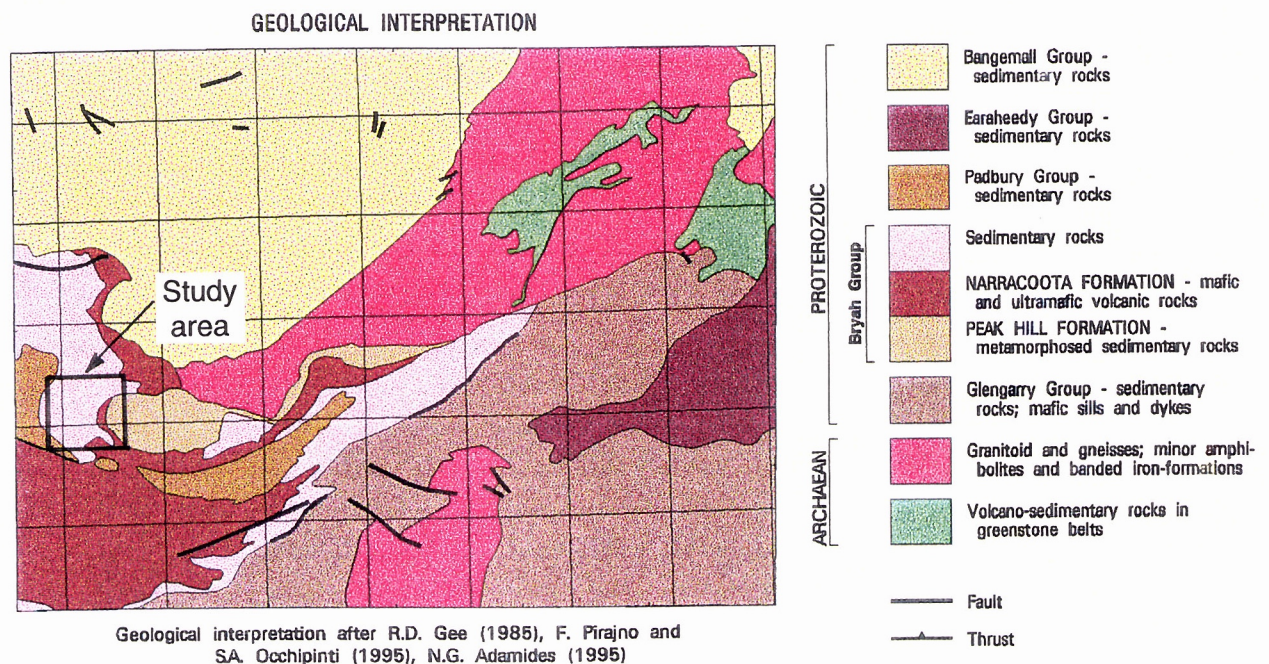 GEOLOGICAL INTERPRETATION
Study
area
Geological interpretation after R.D. Gee (1985), F. Pirajno and
S.A. Occhipinti (1995), N.G. Adamides (1995)
PROTEROZOIC
ARCHAEAN
Bryah Group
Bangemall Group -
sedimentary rocks
Earaheedy Group -
sedimentary rocks
Padbury Group -
sedimentary rocks
Sedimentary rocks
NARRACOOTA FORMATION - mafic
and ultramafic volcanic rocks
PEAK HILL FORMATION -
metamorphosed sedimentary rocks
Glengarry Group - sedimentary
rocks; mafic sills and dykes
Granitoid and gneisses; minor amphi-
bolites and banded iron-formations
Volcano-sedimentary rocks in
greenstone belts
Fault
Thrust